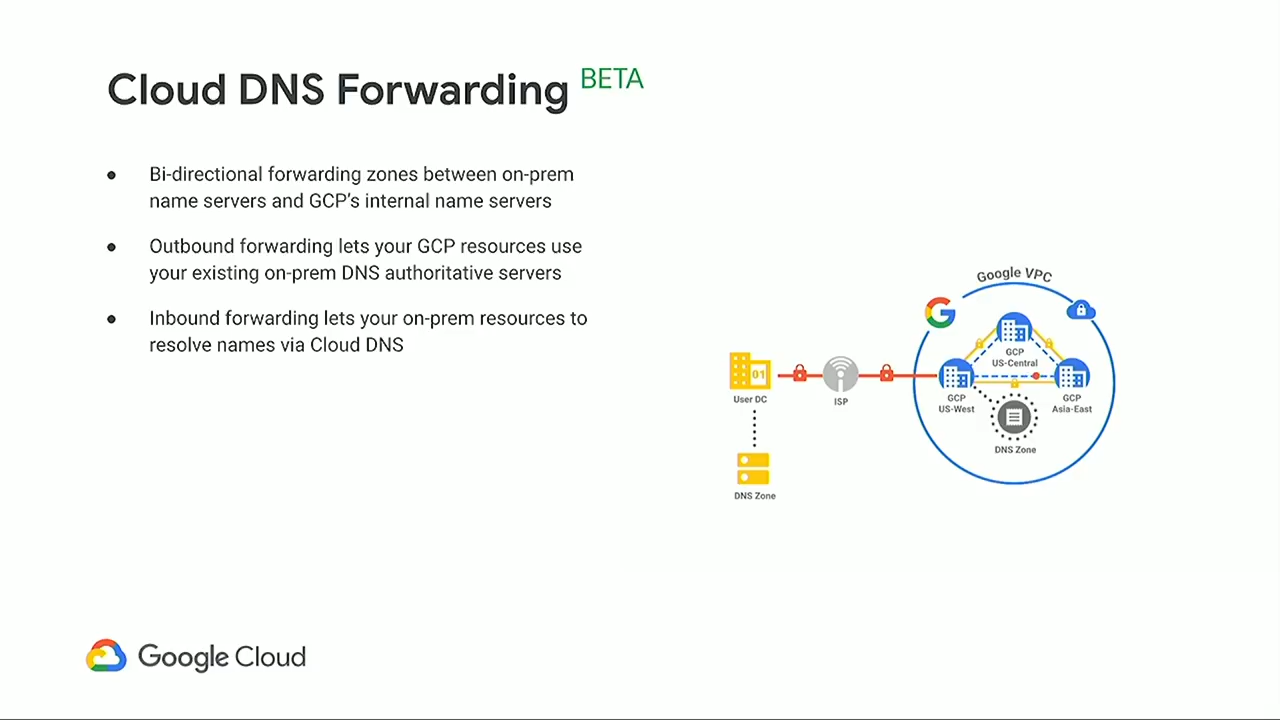 Cloud DNS Forwarding BETA
• Bi-directional forwarding zones between on-prem
name servers and GCP's internal name servers
• Outbound forwarding lets your GCP resources use
your existing on-prem DNS authoritative servers
• Inbound forwarding lets your on-prem resources to
resolve names via Cloud DNS
Google VPC
GCP
US-Central
01
User DC
ISP
GCP
US-West
GCP
Asia-East
DNS Zone
DNS Zone
Google Cloud